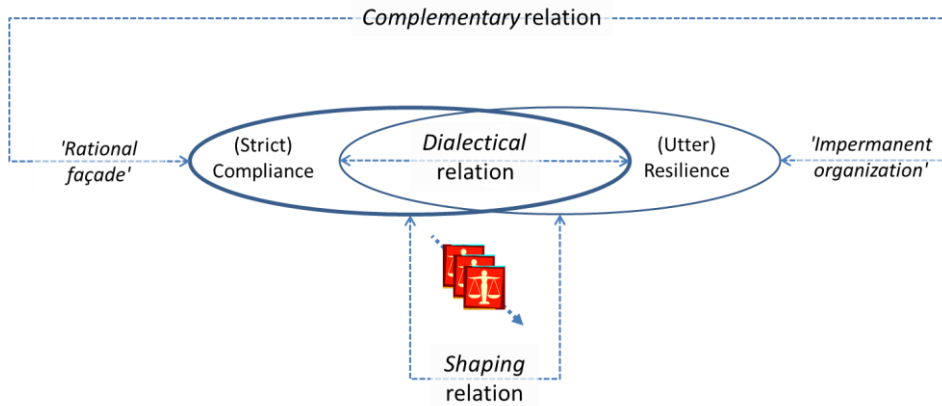 Complementary relation
'Rational
façade'
(Strict)
Compliance
Dialectical
relation
(Utter)
Resilience
'Impermanent
organization'
Shaping
relation